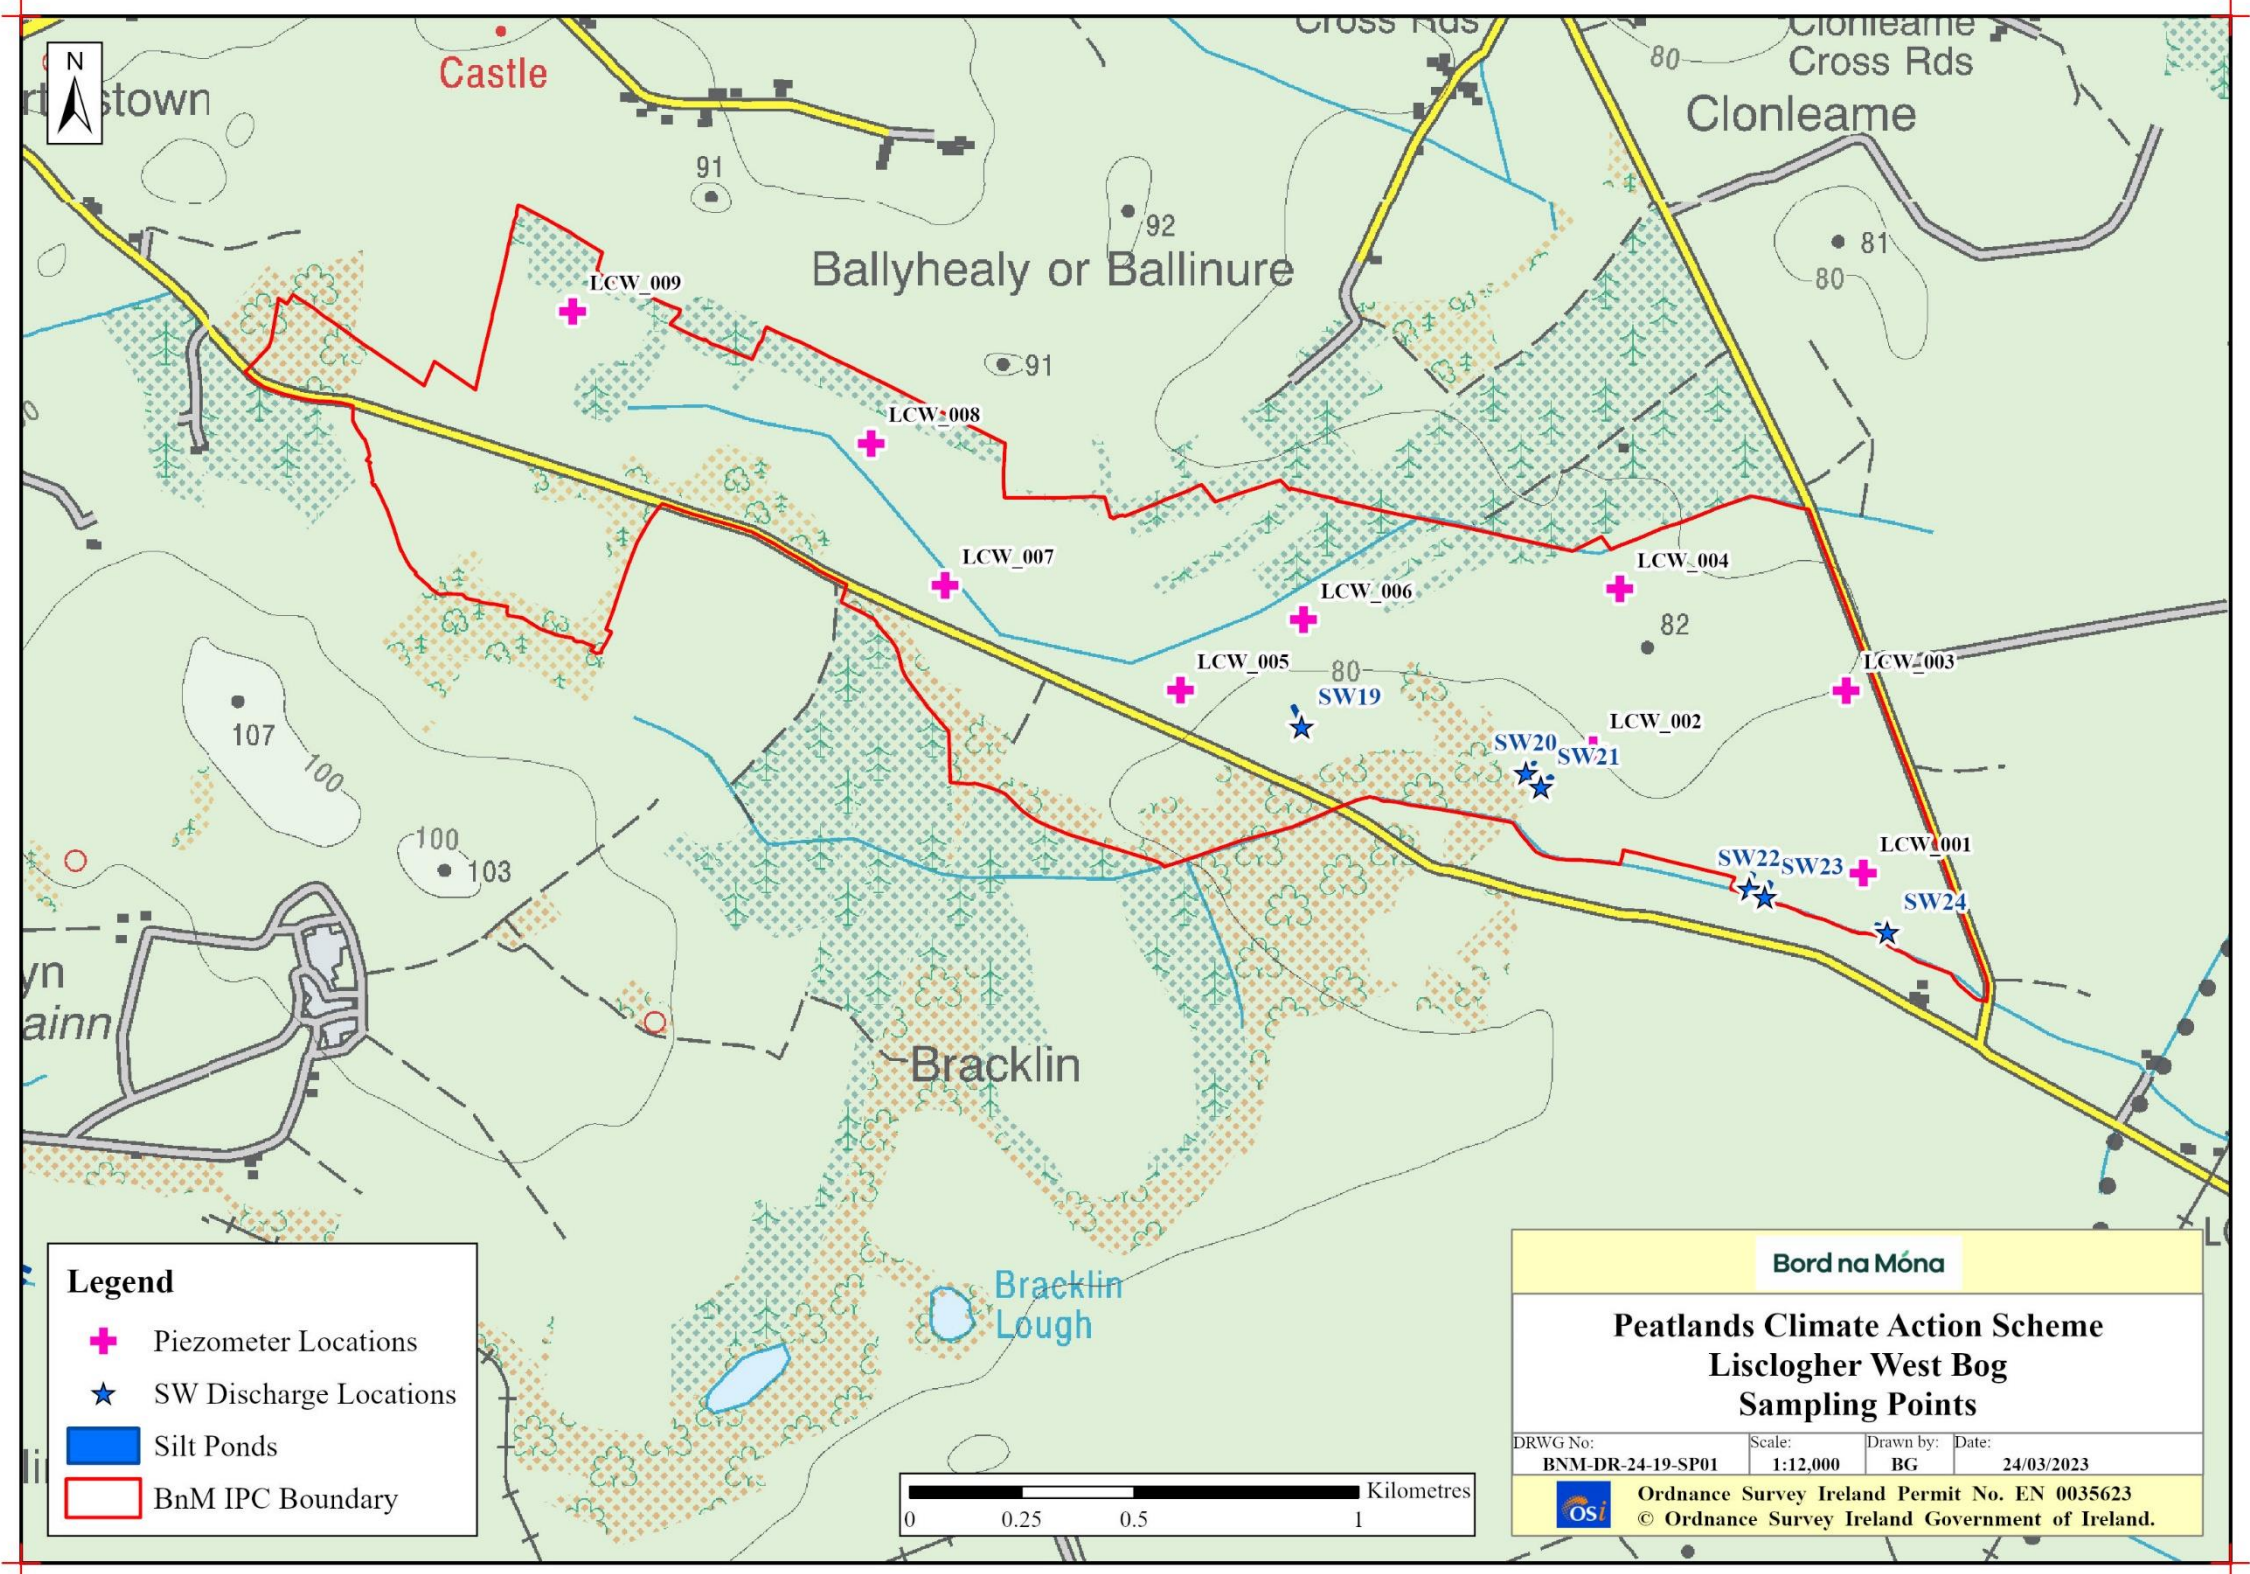 Cross Rds
Clonleame
Cross Rds
80
N
Castle
stown
Clonleame
91
92
81
80
Ballyhealy or Ballinure
LCW_009
91
LCW_008
LCW_007
LCW_004
LCW_006
82
LCW_005
80
LCW_003
SW19
LCW_002
107
SW20
SW21
100
100
103
LCW_001
SW22
SW23
SW24
yn
ainn
Bracklin
Bracklin
Lough
Legend
Piezometer Locations
SW Discharge Locations
Silt Ponds
BnM IPC Boundary
Kilometres
0
0.25
0.5
1
Bord na Móna
Peatlands Climate Action Scheme
Lisclogher West Bog
Sampling Points
DRWG No:
BNM-DR-24-19-SP01
Scale:
1:12,000
Drawn by:
BG
Date:
24/03/2023
osi
Ordnance Survey Ireland Permit No. EN 0035623
© Ordnance Survey Ireland Government of Ireland.